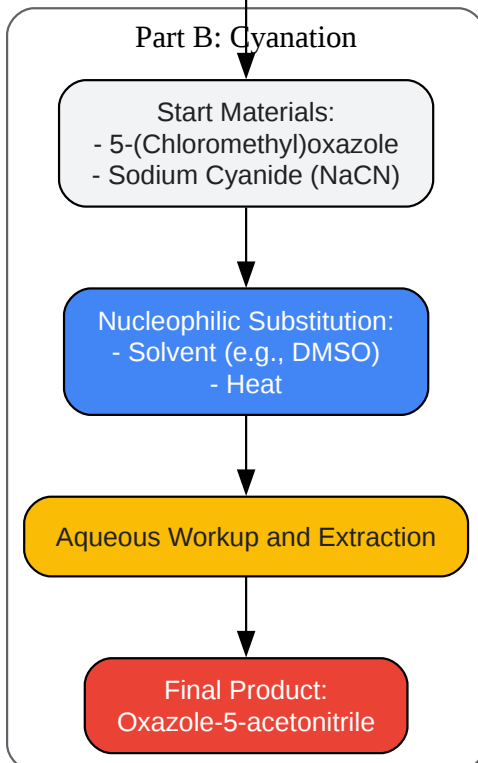 Part B: Cyanation
Start Materials:
- 5-(Chloromethyl)oxazole
- Sodium Cyanide (NaCN)
Nucleophilic Substitution:
- Solvent (e.g., DMSO)
- Heat
Aqueous Workup and Extraction
Final Product:
Oxazole-5-acetonitrile